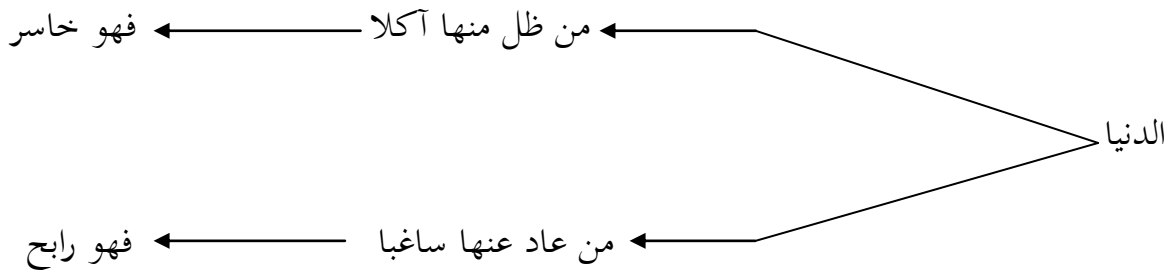 من ظل منها آكلا فهو خاسر
الدنيا
من عاد عنها ساغبا فهو رابح